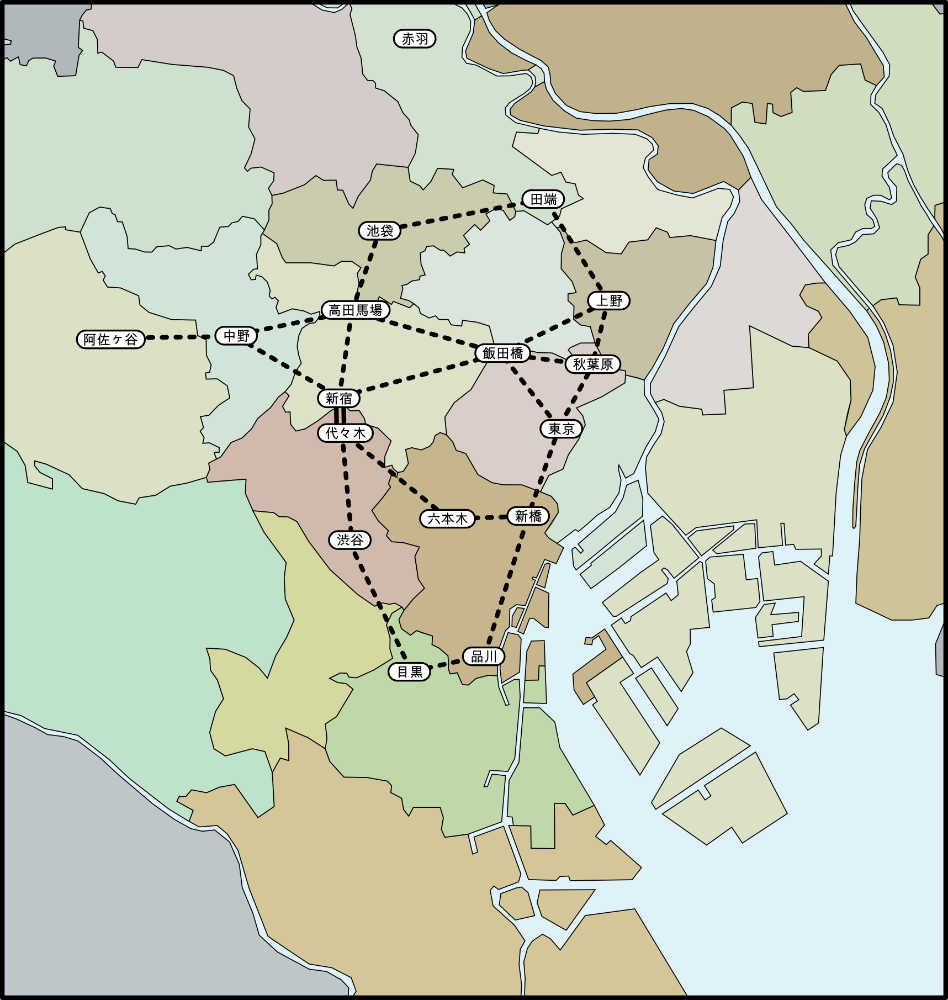 赤羽
田端
池袋
上野
高田馬場
中野
阿佐ヶ谷
飯田橋
秋葉原
新宿
東京
代々木
新橋
六本木
渋谷
品川
目黒